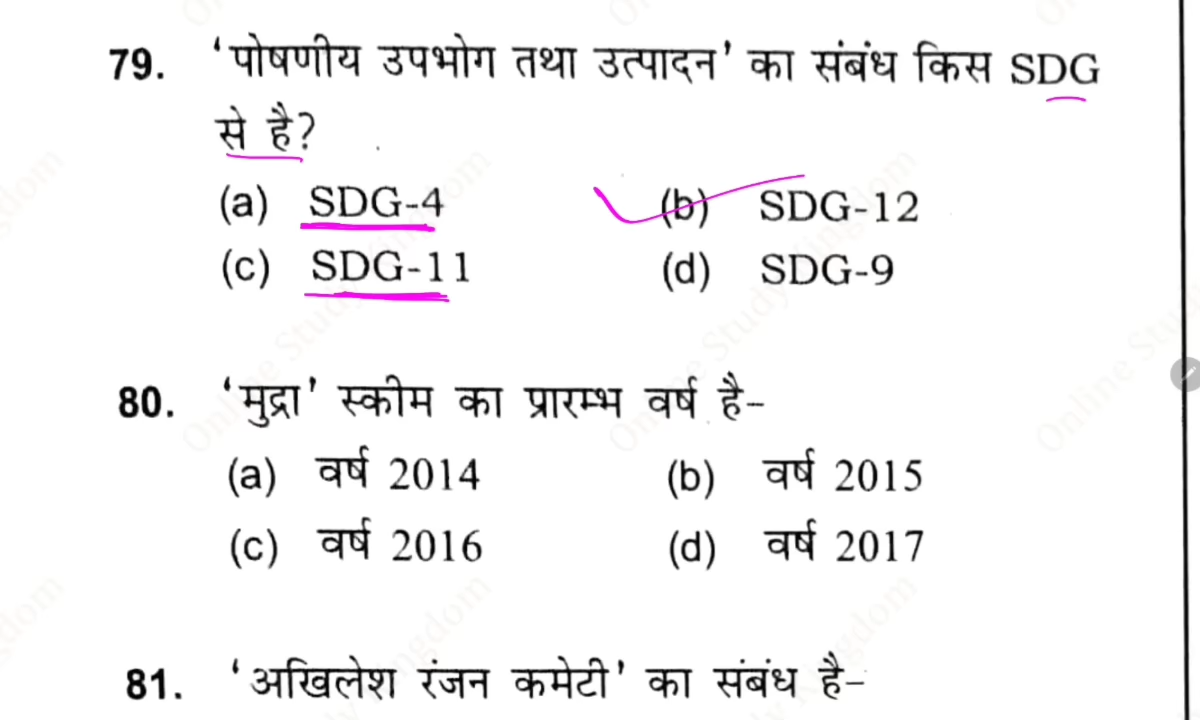 79. 'पोषणीय उपभोग तथा उत्पादन' का संबंध किस SDG
से है?
(a) SDG-4 (b) SDG-12
(c) SDG-11 (d) SDG-9
80. 'मुद्रा' स्कीम का प्रारम्भ वर्ष है-
(a) वर्ष 2014 (b) वर्ष 2015
(c) वर्ष 2016 (d) वर्ष 2017
81. 'अखिलेश रंजन कमेटी' का संबंध है-